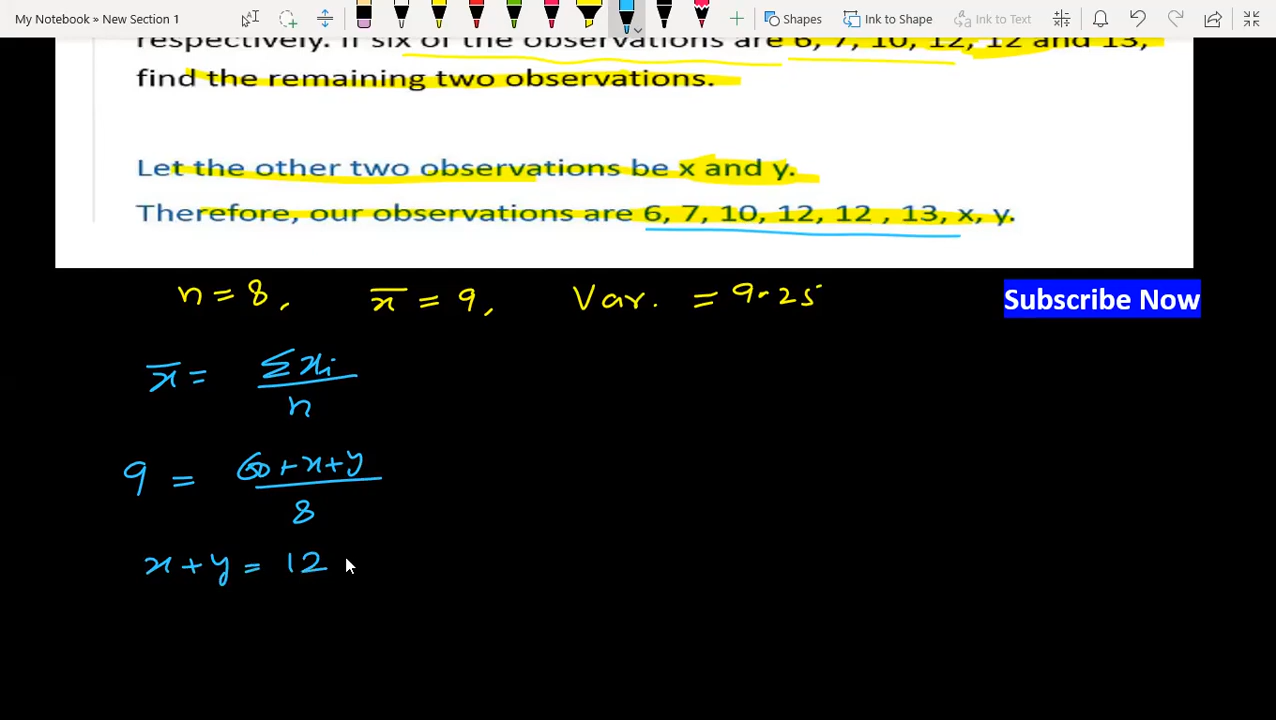 My Notebook » New Section 1
Shapes
Ink to Shape
Ink to Text
respectively. If six of the observations are 6, 7, 10, 12, 12 and 13,
find the remaining two observations.
Let the other two observations be x and y.
Therefore, our observations are 6, 7, 10, 12, 12 , 13, x, y.
n = 8, x̄ = 9, Var. = 9.25
Subscribe Now
x̄ = Σxi / n
9 = 60+x+y / 8
x + y = 12